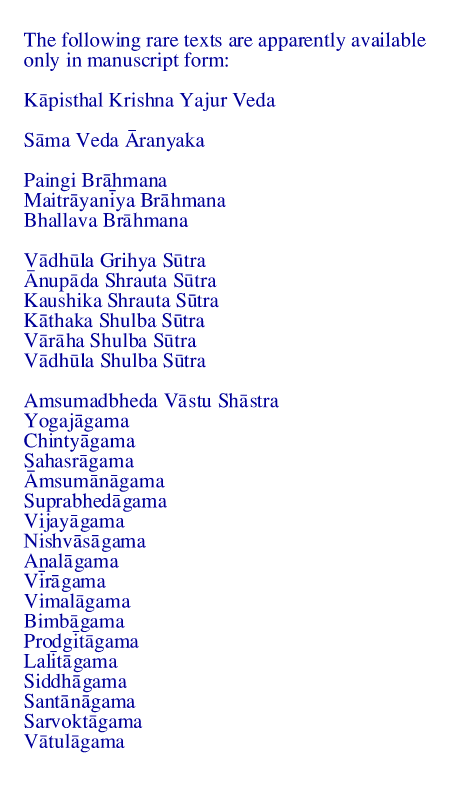 The following rare texts are apparently available
only in manuscript form:
Kāpisthal Krishna Yajur Veda
Sāma Veda Āranyaka
Paingi Brāhmana
Maitrāyanīya Brāhmana
Bhallava Brāhmana
Vādhūla Grihya Sūtra
Ānupāda Shrauta Sūtra
Kaushika Shrauta Sūtra
Kāthaka Shulba Sūtra
Vārāha Shulba Sūtra
Vādhūla Shulba Sūtra
Amsumadbheda Vāstu Shāstra
Yogajāgama
Chintyāgama
Sahasrāgama
Āmsumānāgama
Suprabhedāgama
Vijayāgama
Nishvāsāgama
Analāgama
Vīrāgama
Vimalāgama
Bimbāgama
Prodgītāgama
Lalītāgama
Siddhāgama
Santānāgama
Sarvoktāgama
Vātulāgama